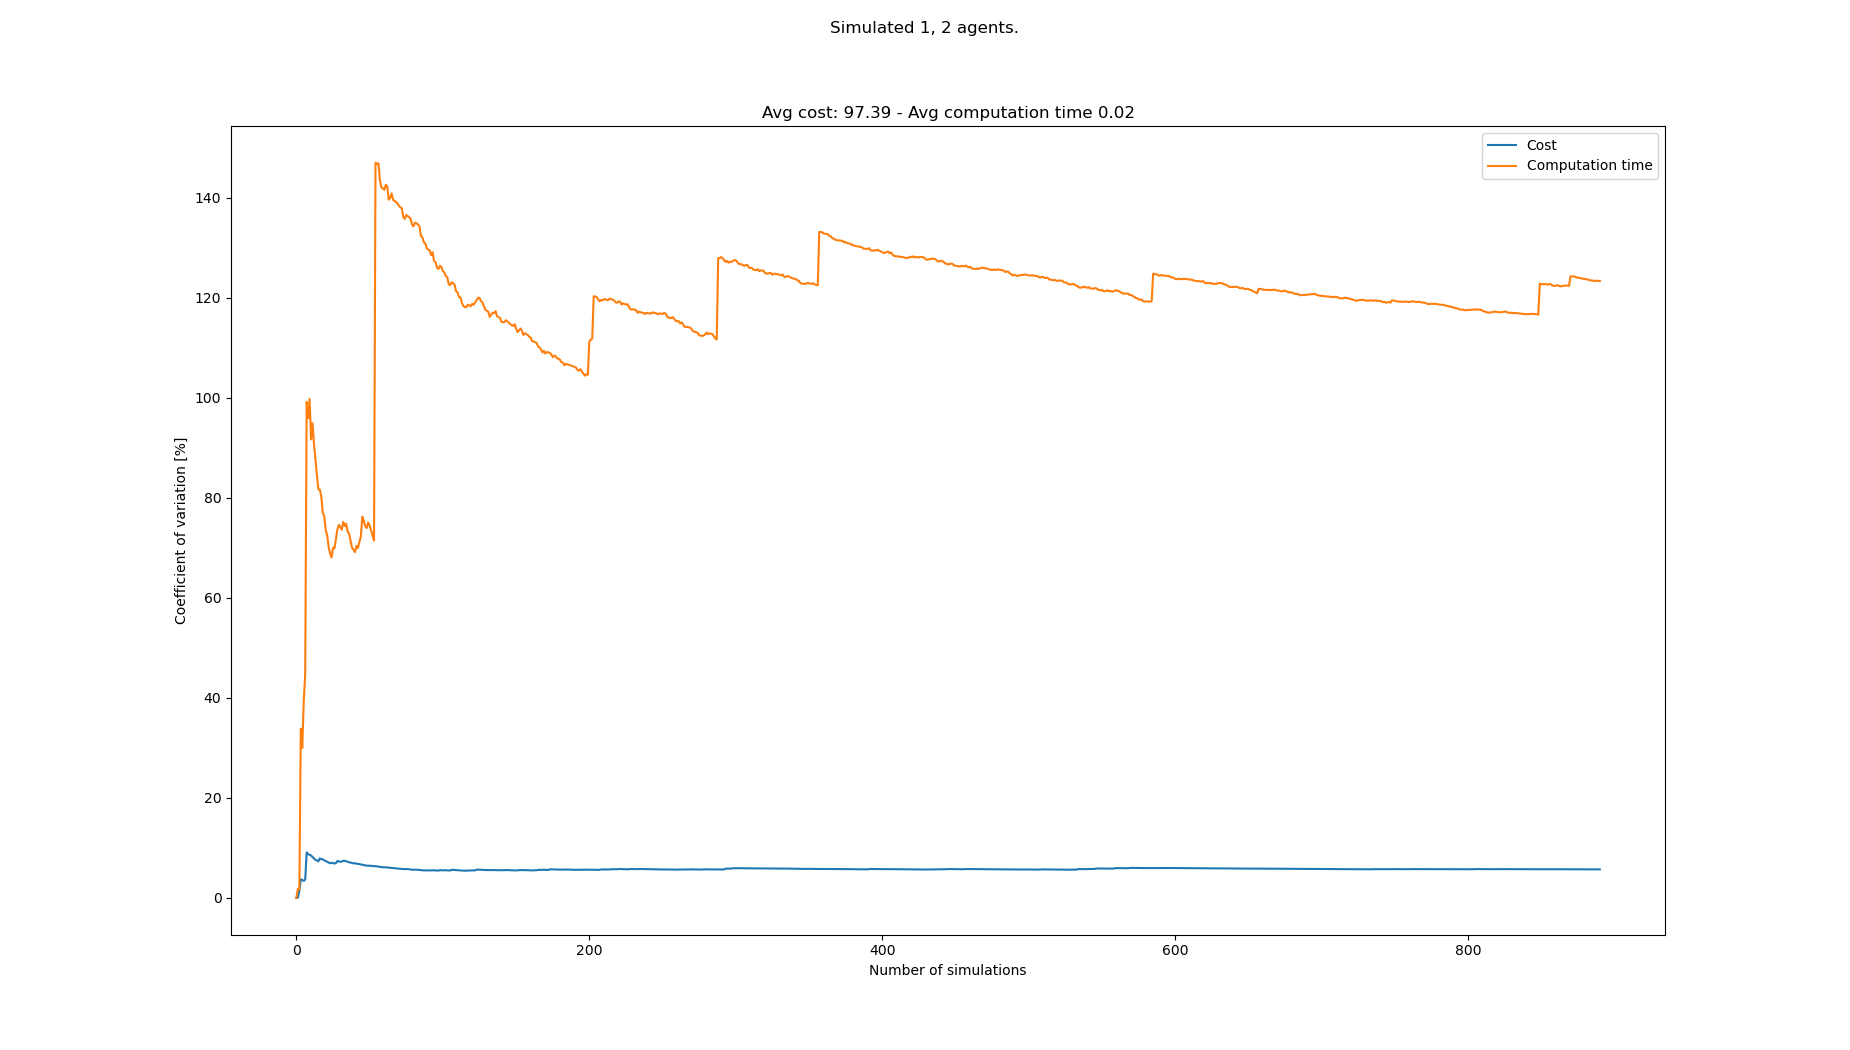 Simulated 1, 2 agents.
Avg cost: 97.39 - Avg computation time 0.02
Cost
Computation time
Coefficient of variation [%]
140
120
100
80
60
40
20
0
0 200 400 600 800
Number of simulations